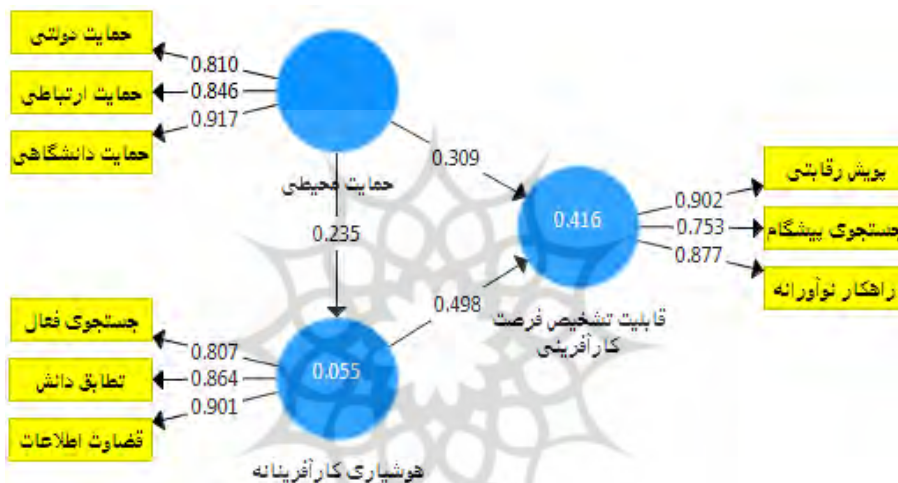 حمایت دولتی
0.810
حمایت ارتباطی
0.846
حمایت دانشگاهی
0.917
حمایت محیطی
0.309
0.235
پویش رقابتی
0.902
جستجوی پیشگام
0.753
راهکار نوآورانه
0.877
0.416
قابلیت تشخیص فرصت
کارآفرینی
0.498
جستجوی فعال
0.807
تطابق دانش
0.864
قضاوت اطلاعات
0.901
0.055
هوشیاری کارآفرینانه